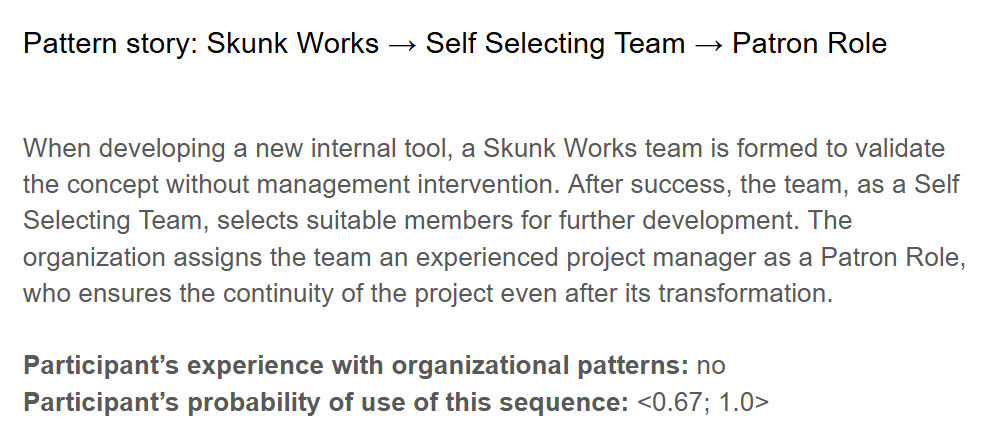 Pattern story: Skunk Works → Self Selecting Team → Patron Role
When developing a new internal tool, a Skunk Works team is formed to validate
the concept without management intervention. After success, the team, as a Self
Selecting Team, selects suitable members for further development. The
organization assigns the team an experienced project manager as a Patron Role,
who ensures the continuity of the project even after its transformation.
Participant’s experience with organizational patterns: no
Participant’s probability of use of this sequence: <0.67; 1.0>